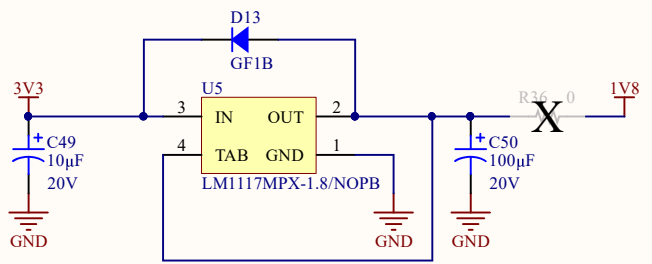 D13
GF1B
3V3
U5
R36 0
1V8
3 IN OUT 2
4 TAB GND 1
LM1117MPX-1.8/NOPB
+ C49
10µF
20V
+ C50
100µF
20V
GND
GND
GND